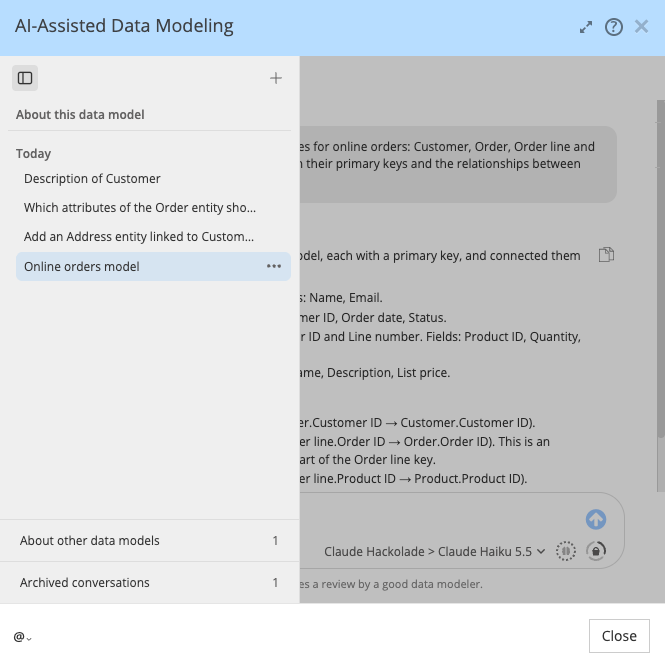 AI-Assisted Data Modeling
About this data model
Today
Description of Customer
Which attributes of the Order entity sho...
Add an Address entity linked to Custom...
Online orders model
About other data models 1
Archived conversations 1
es for online orders: Customer, Order, Order line and
their primary keys and the relationships between
odel, each with a primary key, and connected them
s: Name, Email.
mer ID, Order date, Status.
r ID and Line number. Fields: Product ID, Quantity,
ame, Description, List price.
er.Customer ID → Customer.Customer ID).
er line.Order ID → Order.Order ID). This is an
art of the Order line key.
er line.Product ID → Product.Product ID).
Claude Hackolade > Claude Haiku 5.5
es a review by a good data modeler.
@
Close